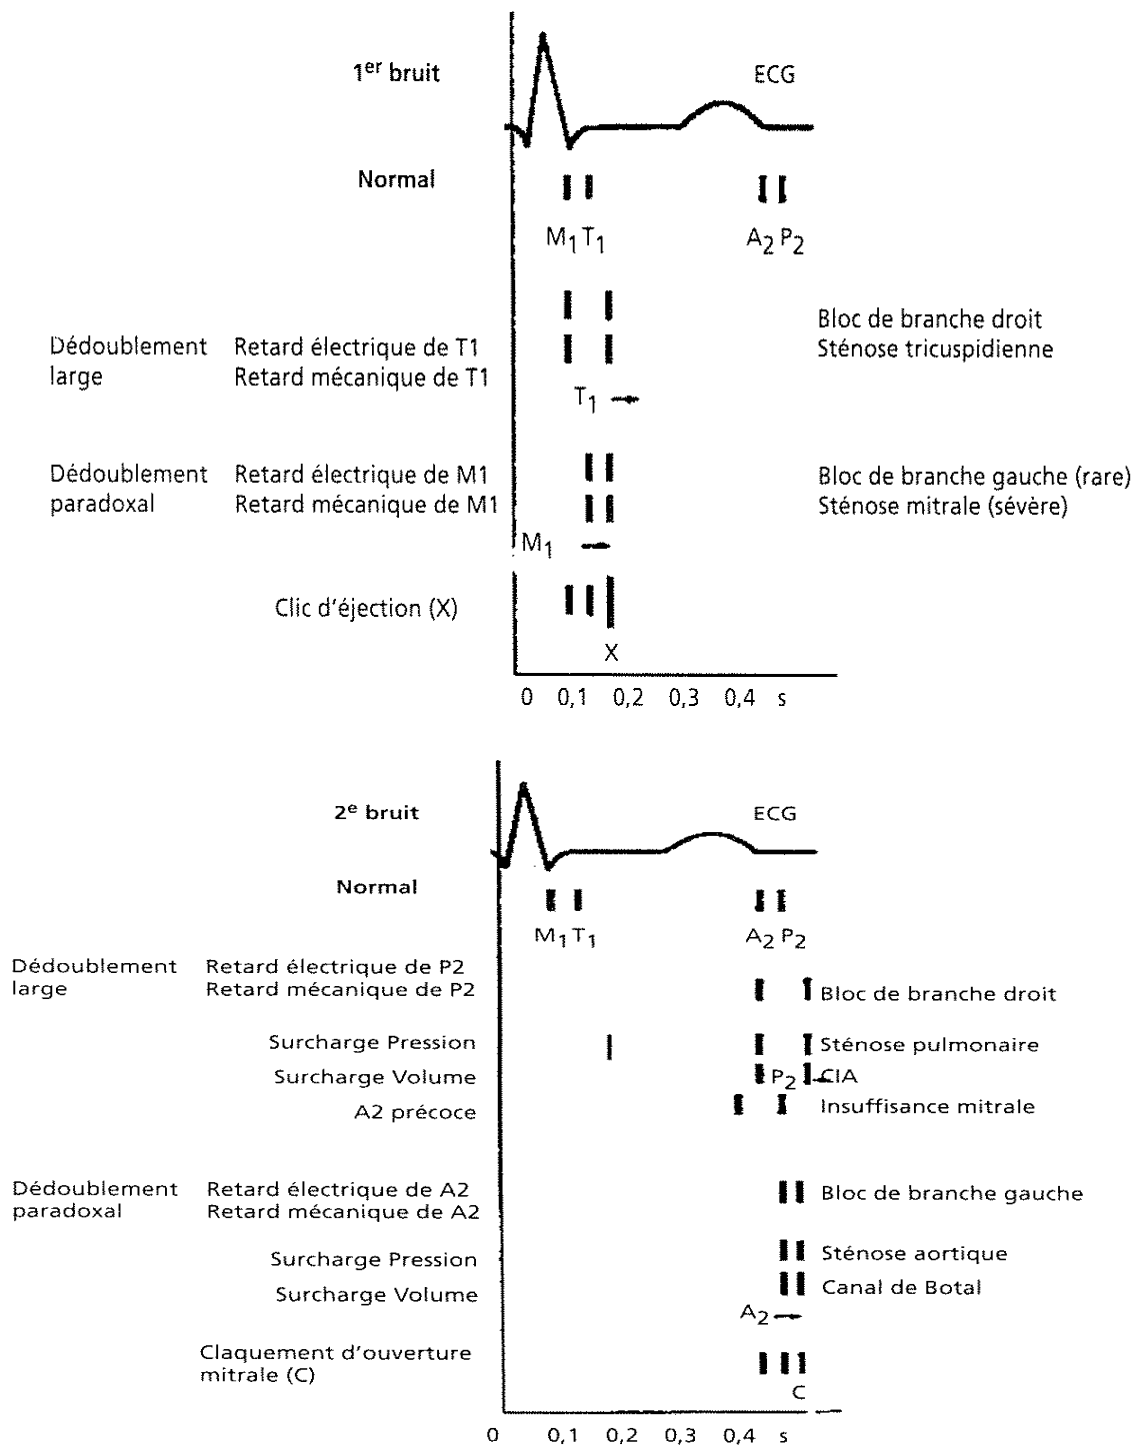 1er bruit
ECG
Normal
M1 T1
A2 P2
Dédoublement large
Retard électrique de T1
Retard mécanique de T1
Bloc de branche droit
Sténose tricuspidienne
T1
Dédoublement paradoxal
Retard électrique de M1
Retard mécanique de M1
Bloc de branche gauche (rare)
Sténose mitrale (sévère)
M1
Clic d'éjection (X)
X
0 0,1 0,2 0,3 0,4 s
2e bruit
ECG
Normal
M1 T1
A2 P2
Dédoublement large
Retard électrique de P2
Retard mécanique de P2
Bloc de branche droit
Surcharge Pression
Sténose pulmonaire
Surcharge Volume
P2
CIA
A2 précoce
Insuffisance mitrale
Dédoublement paradoxal
Retard électrique de A2
Retard mécanique de A2
Bloc de branche gauche
Surcharge Pression
Sténose aortique
Surcharge Volume
Canal de Botal
A2
Claquement d'ouverture mitrale (C)
C
0 0,1 0,2 0,3 0,4 s